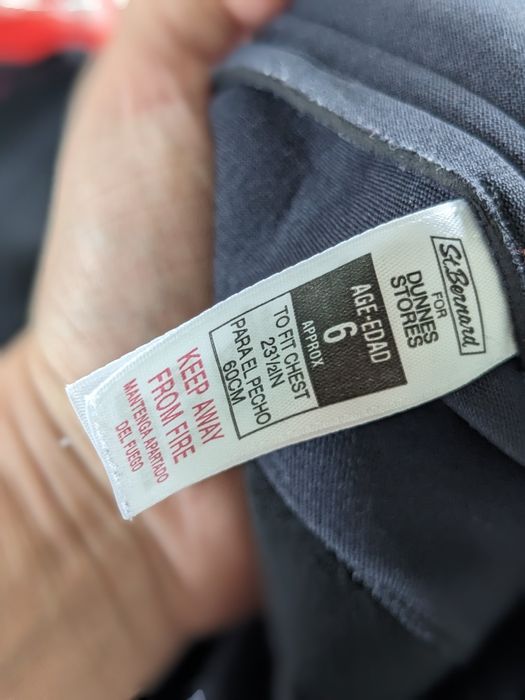 St.Bernard
FOR
DUNNES
STORES
AGE-EDAD
6
APPROX
TO FIT CHEST
23½IN
PARA EL PECHO
60CM
KEEP AWAY
FROM FIRE
MANTENGA APARTADO
DEL FUEGO